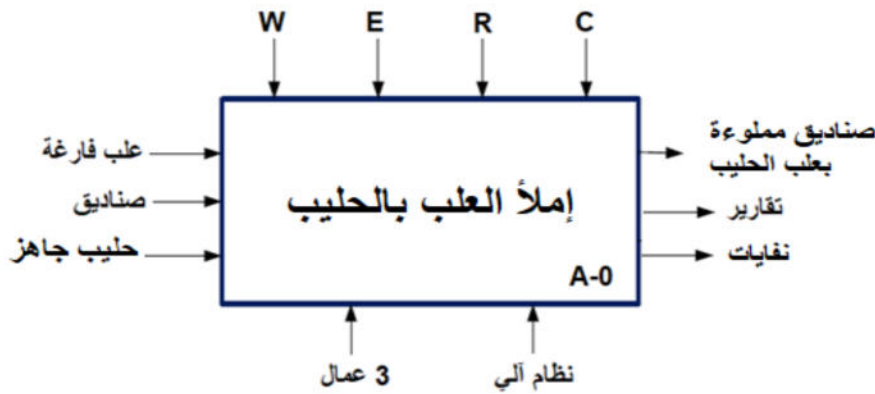 W E R C
علب فارغة
صناديق
حليب جاهز
إملأ العلب بالحليب
A-0
صناديق مملوءة
بعلب الحليب
تقارير
نفايات
3 عمال
نظام آلي